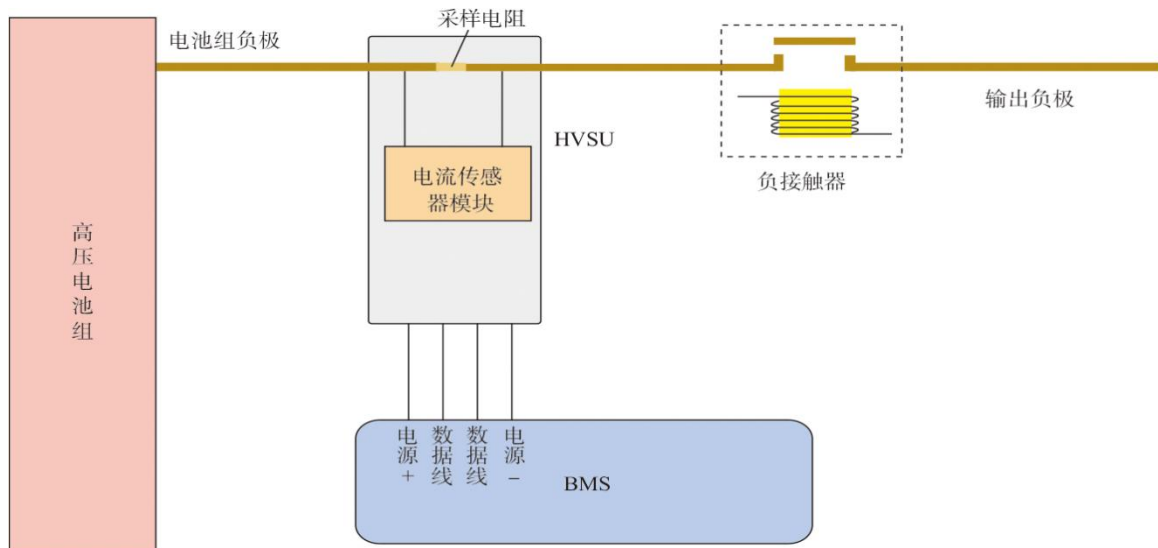 采样电阻
电池组负极
HVSU
电流传感
器模块
输出负极
负接触器
高压电池组
电源+
数据线
数据线
电源−
BMS